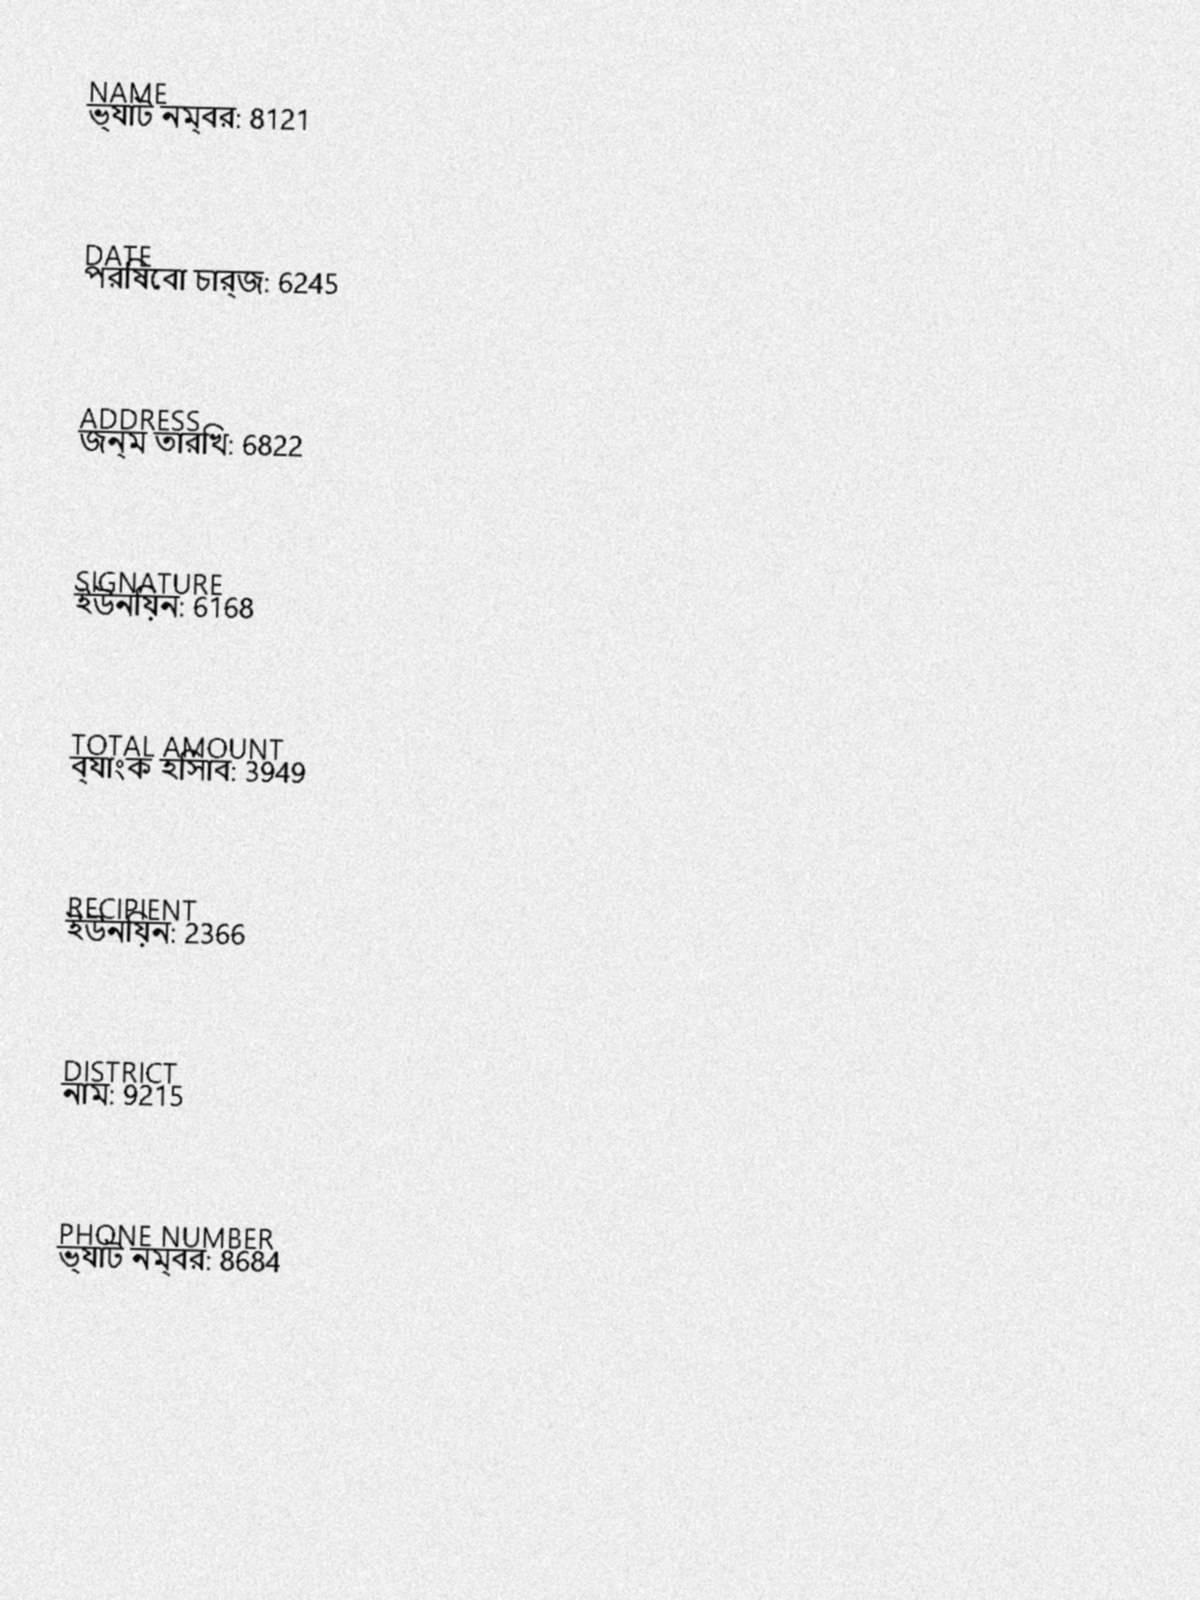 NAME
ভ্যাট নম্বর: 8121
DATE
পরিষেবা চার্জ: 6245
ADDRESS
জন্ম তারিখ: 6822
SIGNATURE
ইউনিয়ন: 6168
TOTAL AMOUNT
ব্যাংক হিসাব: 3949
RECIPIENT
ইউনিয়ন: 2366
DISTRICT
নাম: 9215
PHONE NUMBER
ভ্যাট নম্বর: 8684